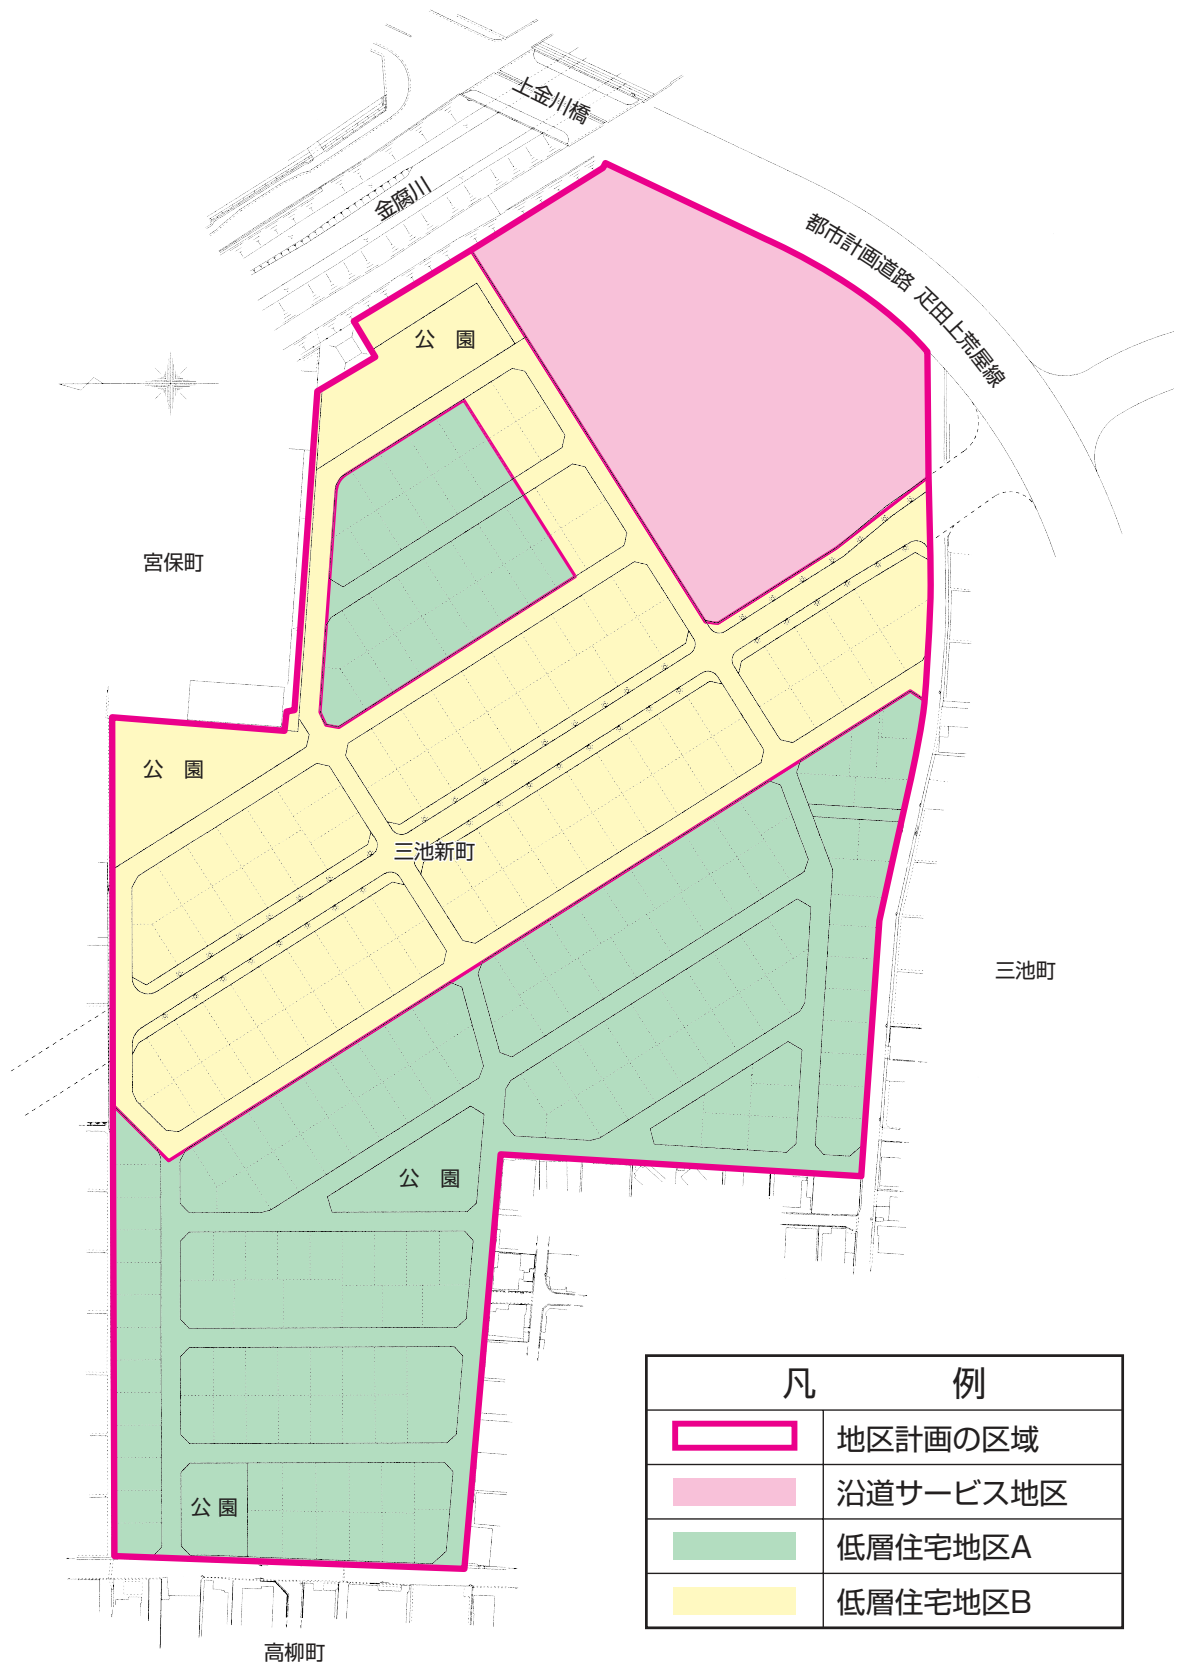 上金川橋
金腐川
都市計画道路 疋田上荒屋線
公 園
宮保町
公 園
三池新町
三池町
公 園
公園
高柳町
凡 例
地区計画の区域
沿道サービス地区
低層住宅地区A
低層住宅地区B